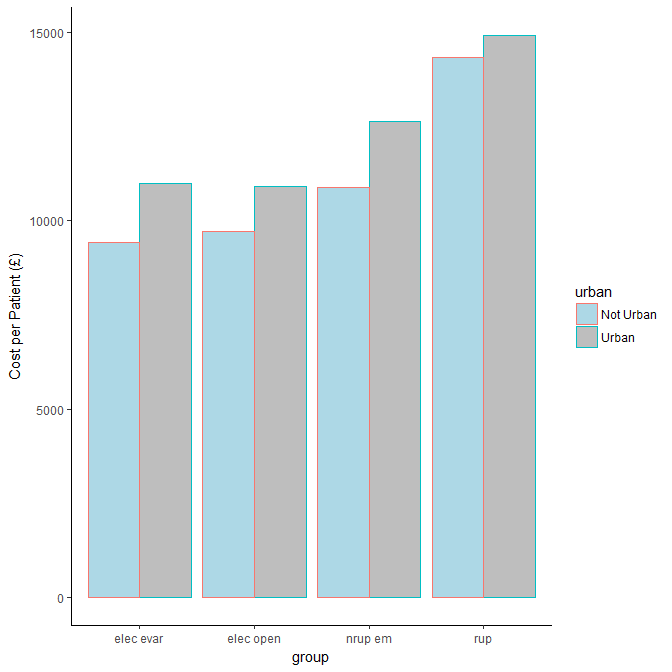 15000
10000
5000
0
Cost per Patient (£)
elec evar elec open nrup em rup
group
urban
Not Urban
Urban